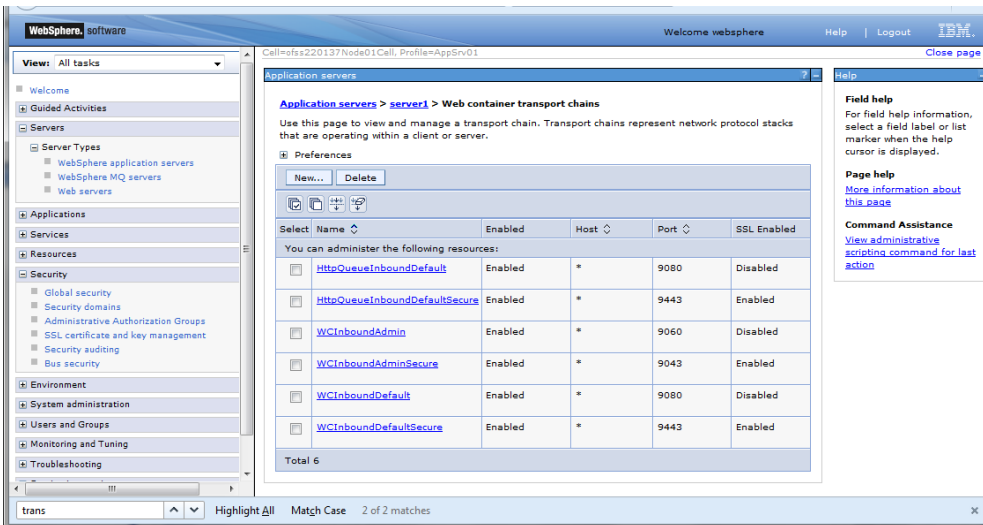 WebSphere. software
Welcome websphere
Help | Logout
IBM.
Cell=ofss220137Node01Cell, Profile=AppSrv01
Close page
View: All tasks
Welcome
Guided Activities
Servers
Server Types
WebSphere application servers
WebSphere MQ servers
Web servers
Applications
Services
Resources
Security
Global security
Security domains
Administrative Authorization Groups
SSL certificate and key management
Security auditing
Bus security
Environment
System administration
Users and Groups
Monitoring and Tuning
Troubleshooting
Application servers
? -
Application servers > server1 > Web container transport chains
Use this page to view and manage a transport chain. Transport chains represent network protocol stacks
that are operating within a client or server.
Preferences
New... Delete
Select Name Enabled Host Port SSL Enabled
You can administer the following resources:
HttpQueueInboundDefault Enabled * 9080 Disabled
HttpQueueInboundDefaultSecure Enabled * 9443 Enabled
WCInboundAdmin Enabled * 9060 Disabled
WCInboundAdminSecure Enabled * 9043 Enabled
WCInboundDefault Enabled * 9080 Disabled
WCInboundDefaultSecure Enabled * 9443 Enabled
Total 6
Help
Field help
For field help information,
select a field label or list
marker when the help
cursor is displayed.
Page help
More information about
this page
Command Assistance
View administrative
scripting command for last
action
trans
Highlight All Match Case 2 of 2 matches